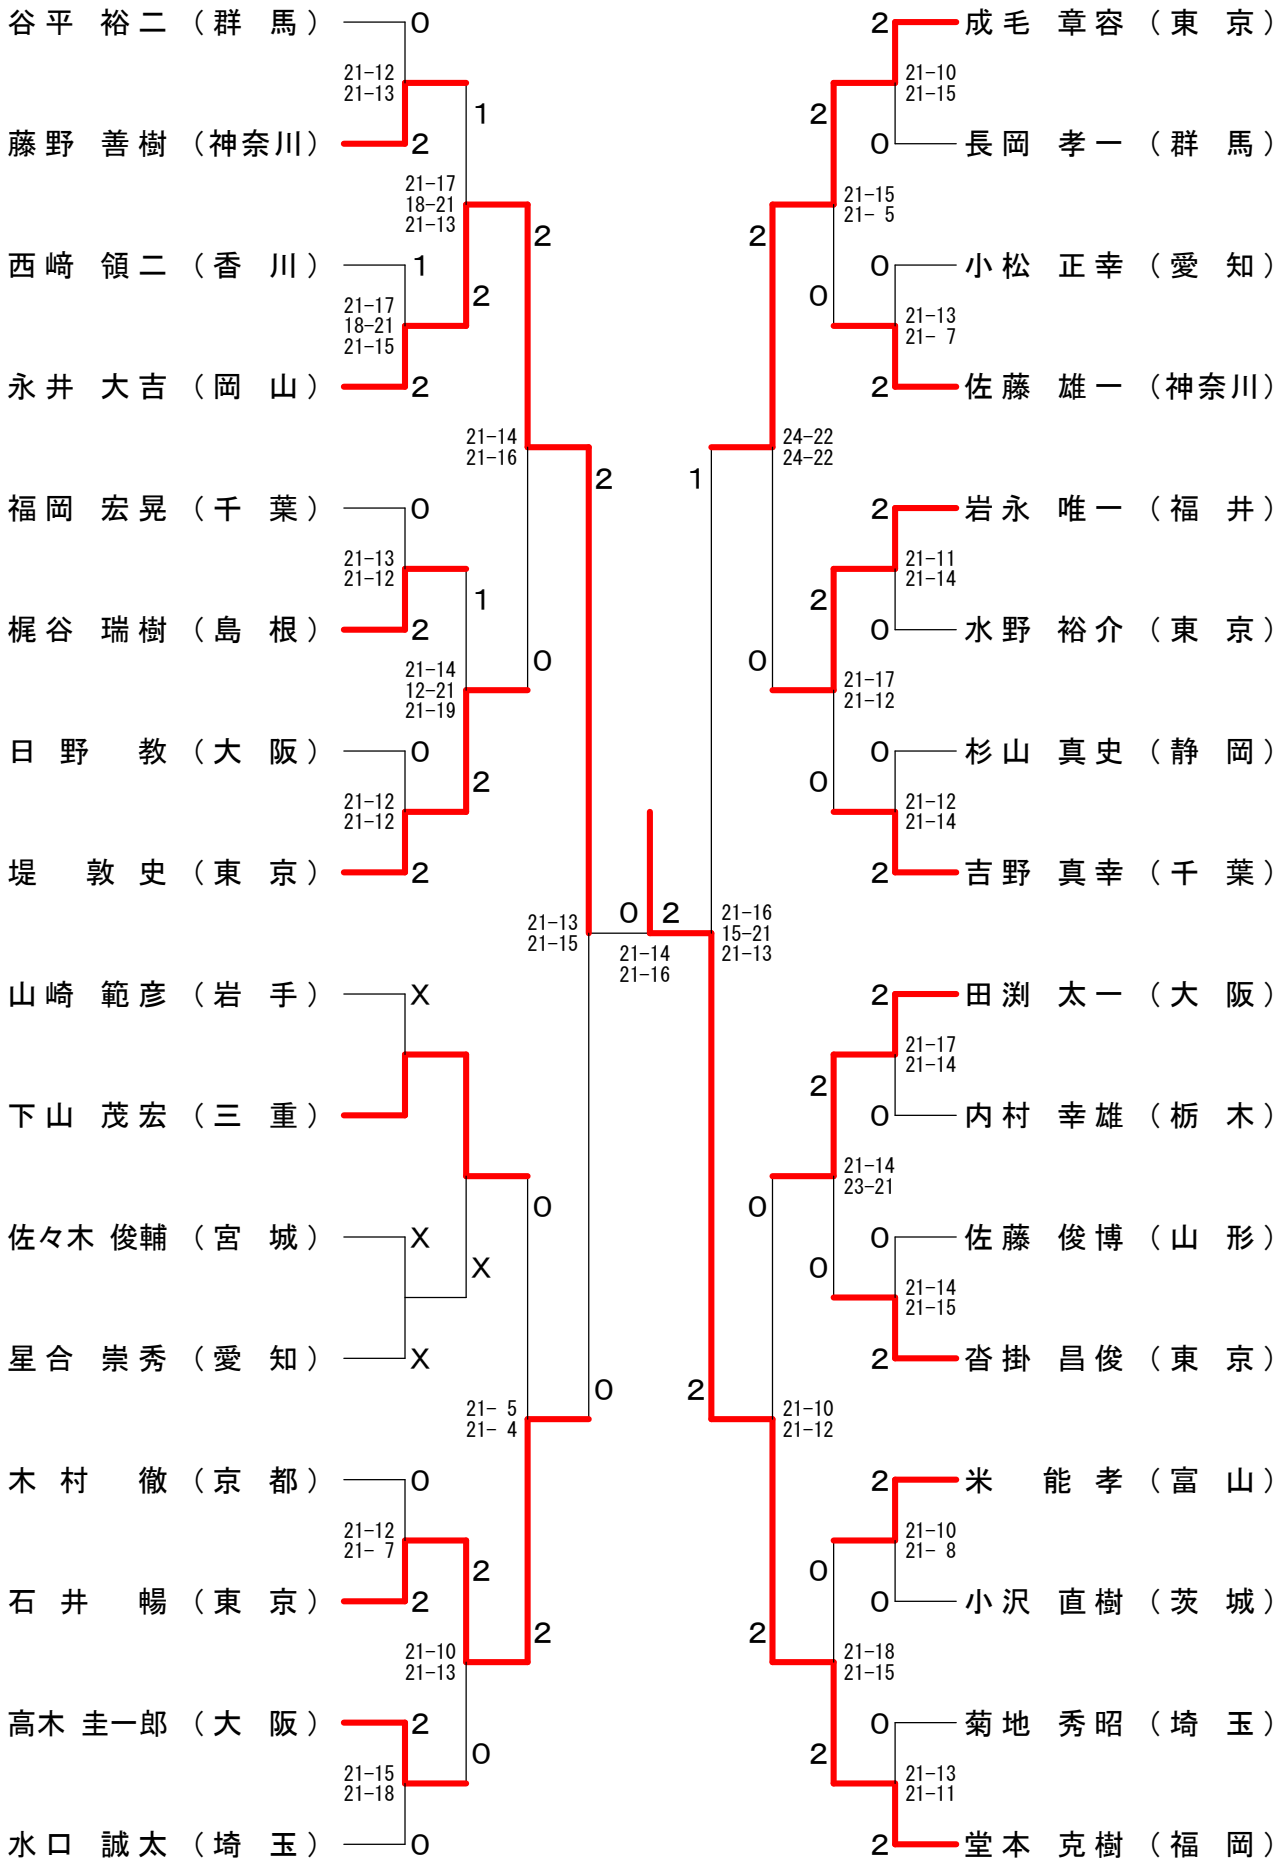 谷平 裕二 （群 馬） 0
21-12
21-13
1
藤野 善樹 （神奈川） 2
21-17
18-21
21-13
2
西﨑 領二 （香 川） 1
2
21-17
18-21
21-15
永井 大吉 （岡 山） 2
21-14
21-16
2
福岡 宏晃 （千 葉） 0
21-13
21-12
1
梶谷 瑞樹 （島 根） 2
0
21-14
12-21
21-19
日野 教 （大 阪） 0
2
21-12
21-12
堤 敦史 （東 京） 2
21-13
21-15
0
2
21-14
21-16
山崎 範彦 （岩 手） X
下山 茂宏 （三 重）
0
佐々木 俊輔 （宮 城） X
X
星合 崇秀 （愛 知） X
0
21- 5
21- 4
木村 徹 （京 都） 0
21-12
21- 7
2
石井 暢 （東 京） 2
2
21-10
21-13
高木 圭一郎 （大 阪） 2
0
21-15
21-18
水口 誠太 （埼 玉） 0
2 成毛 章容 （東 京）
21-10
21-15
2
0 長岡 孝一 （群 馬）
21-15
21- 5
2
0 小松 正幸 （愛 知）
0
21-13
21- 7
2 佐藤 雄一 （神奈川）
24-22
24-22
1
2 岩永 唯一 （福 井）
21-11
21-14
2
0 水野 裕介 （東 京）
0
21-17
21-12
0 杉山 真史 （静 岡）
0
21-12
21-14
2 吉野 真幸 （千 葉）
21-16
15-21
21-13
2 田渕 太一 （大 阪）
21-17
21-14
2
0 内村 幸雄 （栃 木）
21-14
23-21
0
0 佐藤 俊博 （山 形）
0
21-14
21-15
2 沓掛 昌俊 （東 京）
2
21-10
21-12
2 米 能孝 （富 山）
21-10
21- 8
0
0 小沢 直樹 （茨 城）
2
21-18
21-15
0 菊地 秀昭 （埼 玉）
2
21-13
21-11
2 堂本 克樹 （福 岡）